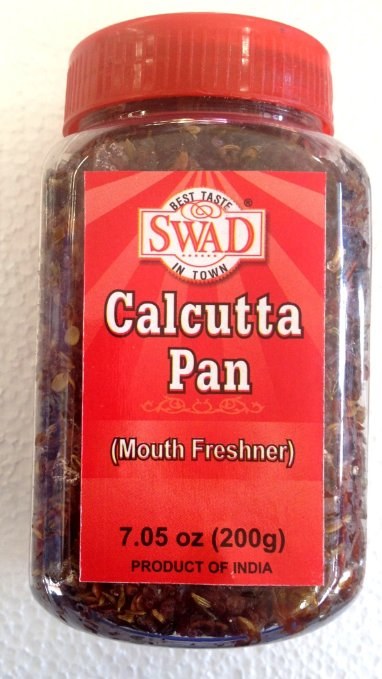 BEST TASTE
SWAD®
IN TOWN
Calcutta
Pan
(Mouth Freshner)
7.05 oz (200g)
PRODUCT OF INDIA